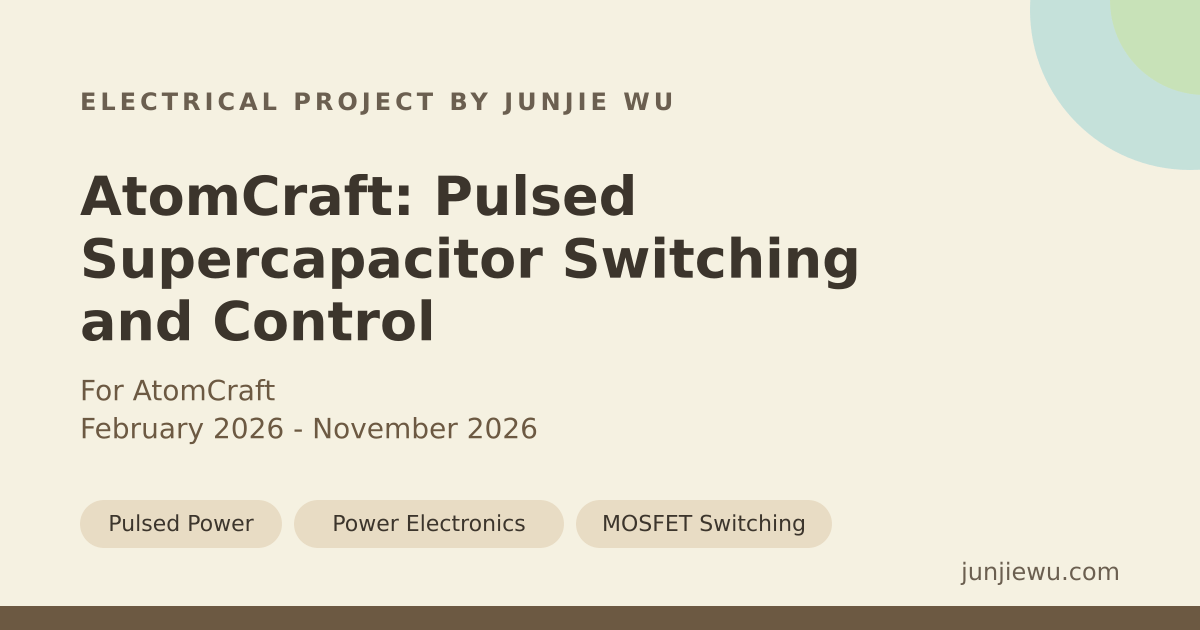 ELECTRICAL PROJECT BY JUNJIE WU
AtomCraft: Pulsed
Supercapacitor Switching
and Control
For AtomCraft
February 2026 - November 2026
Pulsed Power
Power Electronics
MOSFET Switching
junjiewu.com